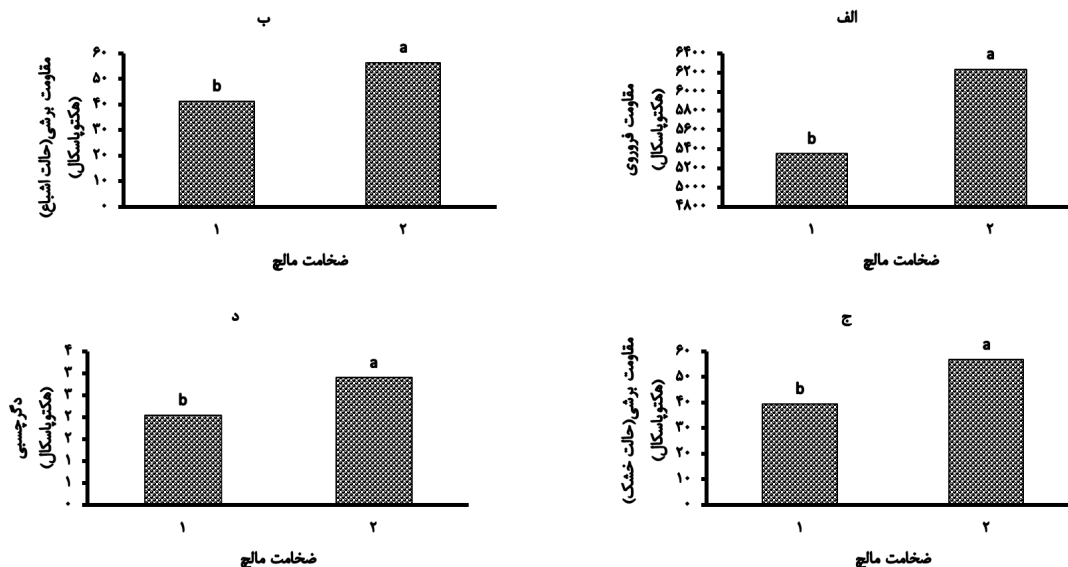 الف
مقاومت فروروی
(هکتوپاسکال)
۶۴۰۰
۶۲۰۰
۶۰۰۰
۵۸۰۰
۵۶۰۰
۵۴۰۰
۵۲۰۰
۵۰۰۰
۴۸۰۰
b
a
۱
۲
ضخامت مالچ
ب
مقاومت برشی(حالت اشباع)
(هکتوپاسکال)
۶۰
۵۰
۴۰
۳۰
۲۰
۱۰
۰
b
a
۱
۲
ضخامت مالچ
ج
مقاومت برشی(حالت خشک)
(هکتوپاسکال)
۶۰
۵۰
۴۰
۳۰
۲۰
۱۰
۰
b
a
۱
۲
ضخامت مالچ
د
دگرچسبی
(هکتوپاسکال)
۴
۳
۳
۲
۲
۱
۱
۰
b
a
۱
۲
ضخامت مالچ